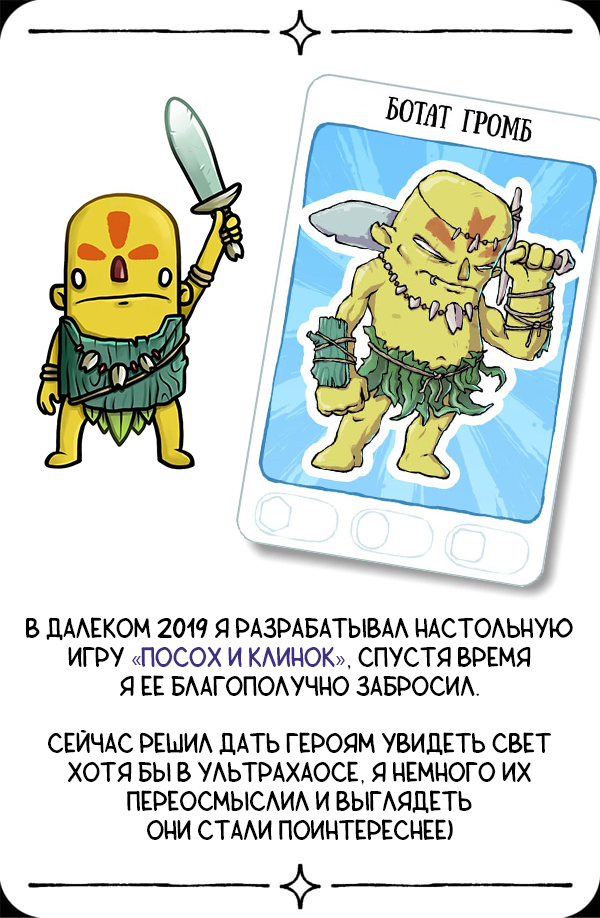 БОТАТ ГРОМБ
В ДАЛЕКОМ 2019 Я РАЗРАБАТЫВАЛ НАСТОЛЬНУЮ
ИГРУ «ПОСОХ И КЛИНОК», СПУСТЯ ВРЕМЯ
Я ЕЕ БЛАГОПОЛУЧНО ЗАБРОСИЛ.
СЕЙЧАС РЕШИЛ ДАТЬ ГЕРОЯМ УВИДЕТЬ СВЕТ
ХОТЯ БЫ В УЛЬТРАХАОСЕ, Я НЕМНОГО ИХ
ПЕРЕОСМЫСЛИЛ И ВЫГЛЯДЕТЬ
ОНИ СТАЛИ ПОИНТЕРЕСНЕЕ)